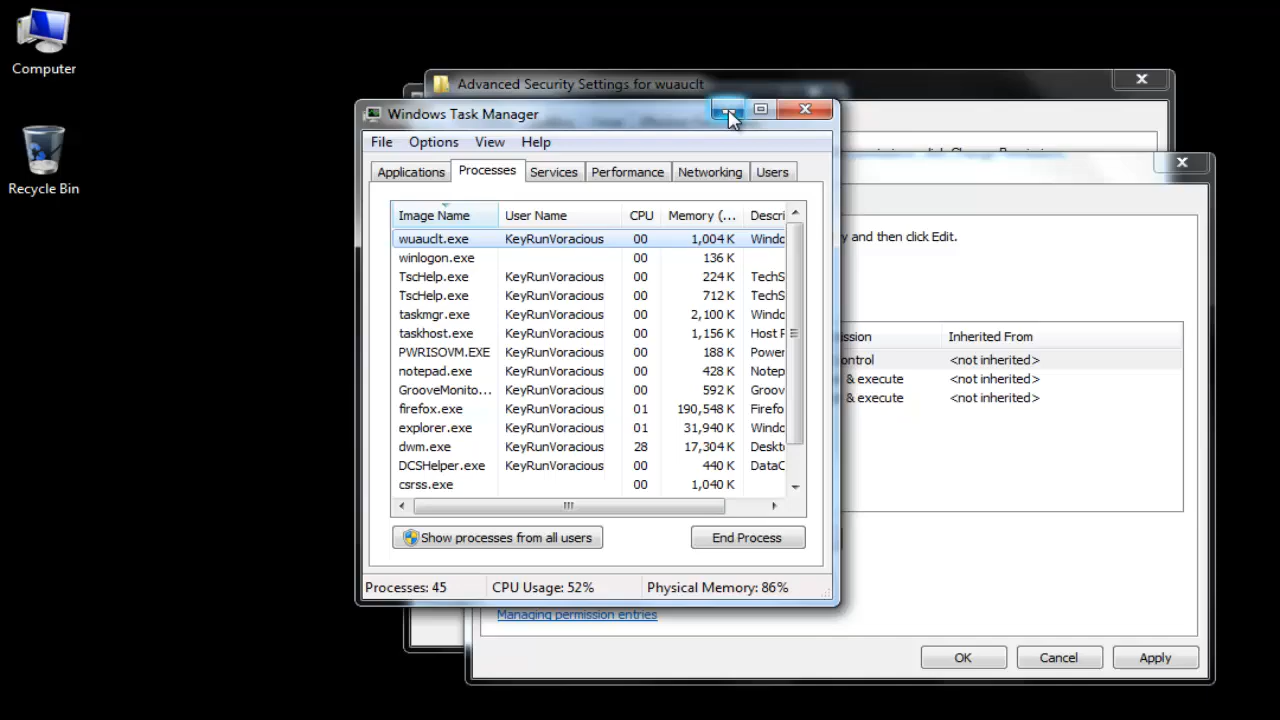 Computer
Recycle Bin
Advanced Security Settings for wuauclt
Windows Task Manager
File Options View Help
Applications Processes Services Performance Networking Users
Image Name User Name CPU Memory (... Descri
wuauclt.exe KeyRunVoracious 00 1,004 K Windo
winlogon.exe 00 136 K
TscHelp.exe KeyRunVoracious 00 224 K TechS
TscHelp.exe KeyRunVoracious 00 712 K TechS
taskmgr.exe KeyRunVoracious 00 2,100 K Windo
taskhost.exe KeyRunVoracious 00 1,156 K Host P
PWRISOVM.EXE KeyRunVoracious 00 188 K Power
notepad.exe KeyRunVoracious 00 428 K Notep
GrooveMonito... KeyRunVoracious 00 592 K Groov
firefox.exe KeyRunVoracious 01 190,548 K Firefo
explorer.exe KeyRunVoracious 01 31,940 K Windo
dwm.exe KeyRunVoracious 28 17,304 K Deskt
DCSHelper.exe KeyRunVoracious 00 440 K DataC
csrss.exe 00 1,040 K
Show processes from all users End Process
Processes: 45 CPU Usage: 52% Physical Memory: 86%
y and then click Edit.
ission Inherited From
ontrol <not inherited>
& execute <not inherited>
& execute <not inherited>
Managing permission entries
OK Cancel Apply